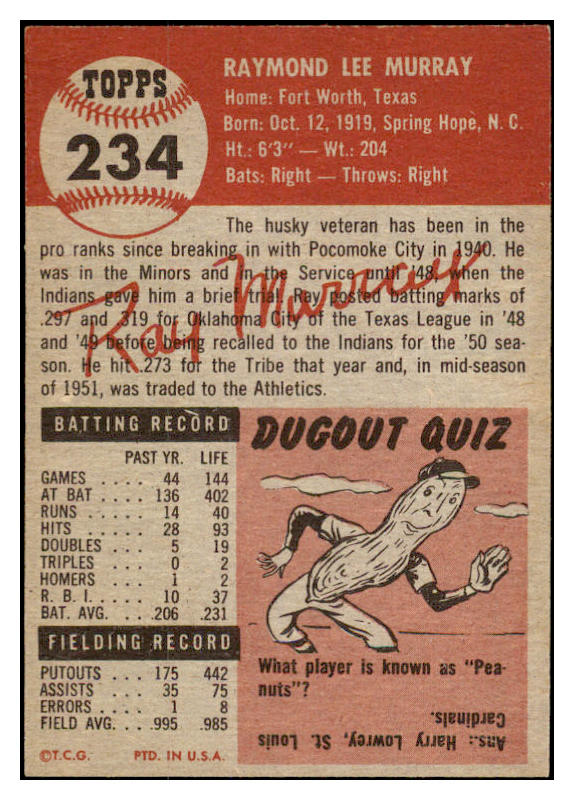 TOPPS
234
RAYMOND LEE MURRAY
Home: Fort Worth, Texas
Born: Oct. 12, 1919, Spring Hope, N. C.
Ht.: 6'3" — Wt.: 204
Bats: Right — Throws: Right
The husky veteran has been in the
pro ranks since breaking in with Pocomoke City in 1940. He
was in the Minors and in the Service until '48, when the
Indians gave him a brief trial. Ray posted batting marks of
.297 and .319 for Oklahoma City of the Texas League in '48
and '49 before being recalled to the Indians for the '50 sea-
son. He hit .273 for the Tribe that year and, in mid-season
of 1951, was traded to the Athletics.
Ray Murray
BATTING RECORD
PAST YR. LIFE
GAMES . . . . 44 144
AT BAT . . . . 136 402
RUNS . . . . . 14 40
HITS . . . . . 28 93
DOUBLES . . . 5 19
TRIPLES . . . 0 2
HOMERS . . . 1 2
R. B. I. . . . . 10 37
BAT. AVG. . . .206 .231
FIELDING RECORD
PUTOUTS . . . 175 442
ASSISTS . . . 35 75
ERRORS . . . . 1 8
FIELD AVG. . . .995 .985
©T.C.G. PTD. IN U.S.A.
DUGOUT QUIZ
What player is known as "Pea-
nuts"?
Ans.: Harry Lowrey, St. Louis
Cardinals.